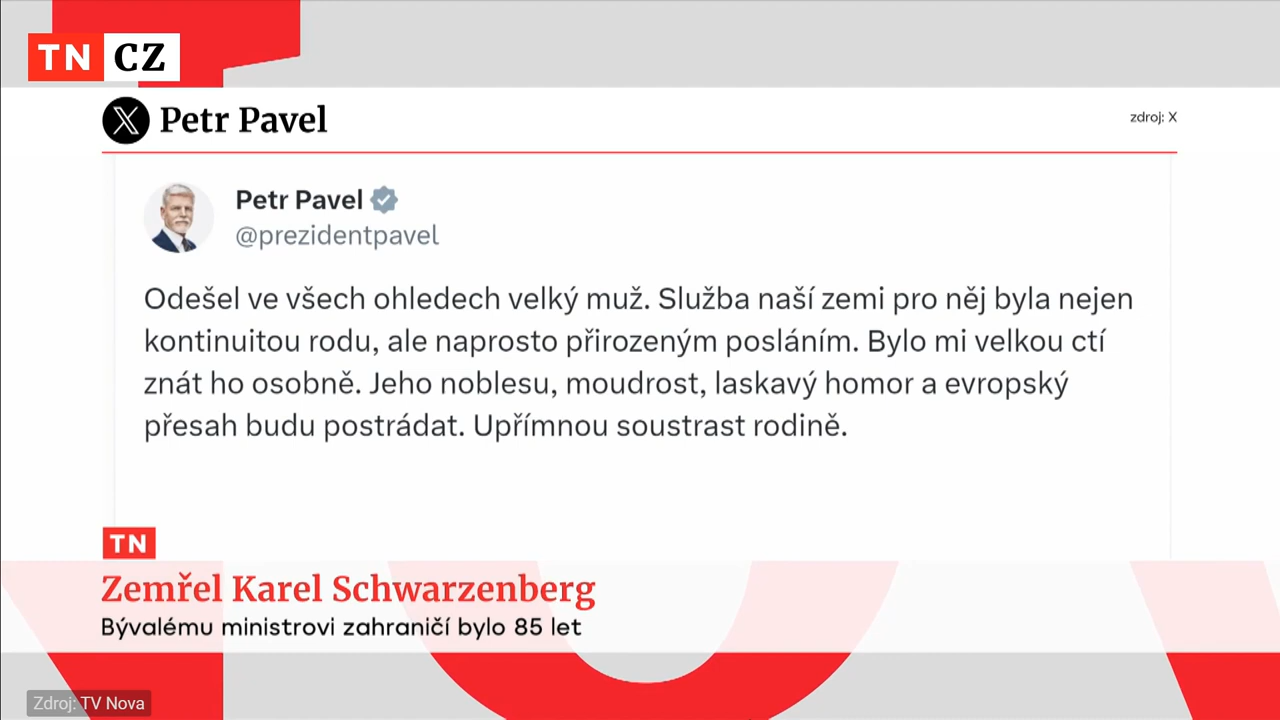 TN CZ
Petr Pavel
zdroj: X
Petr Pavel
@prezidentpavel
Odešel ve všech ohledech velký muž. Služba naší zemi pro něj byla nejen
kontinuitou rodu, ale naprosto přirozeným posláním. Bylo mi velkou ctí
znát ho osobně. Jeho noblesu, moudrost, laskavý homor a evropský
přesah budu postrádat. Upřímnou soustrast rodině.
TN
Zemřel Karel Schwarzenberg
Bývalému ministrovi zahraničí bylo 85 let
Zdroj: TV Nova